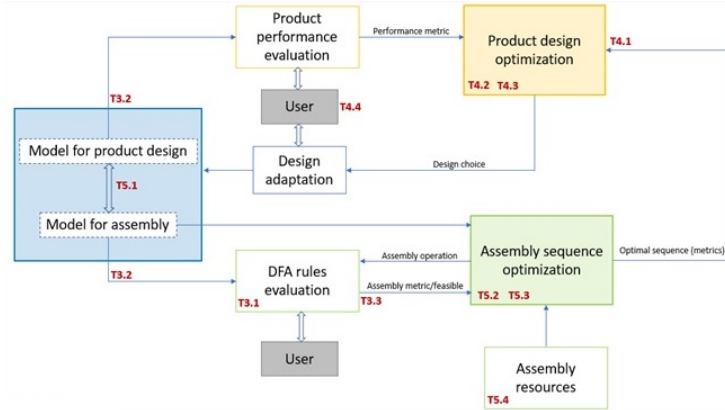 Product
performance
evaluation
Performance metric
Product design
optimization
T4.1
T4.2 T4.3
T3.2
User
T4.4
Model for product design
Design
adaptation
Design choice
T5.1
Model for assembly
T3.2
DFA rules
evaluation
T3.1
Assembly operation
Assembly metric/feasible
T3.3
Assembly sequence
optimization
T5.2 T5.3
Optimal sequence (metrics)
User
Assembly
resources
T5.4